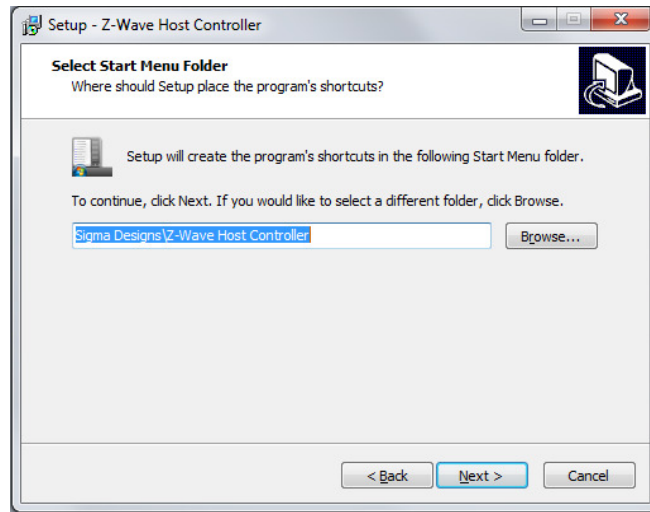 Setup - Z-Wave Host Controller
Select Start Menu Folder
Where should Setup place the program's shortcuts?
Setup will create the program's shortcuts in the following Start Menu folder.
To continue, click Next. If you would like to select a different folder, click Browse.
Sigma Designs\Z-Wave Host Controller
Browse...
< Back
Next >
Cancel